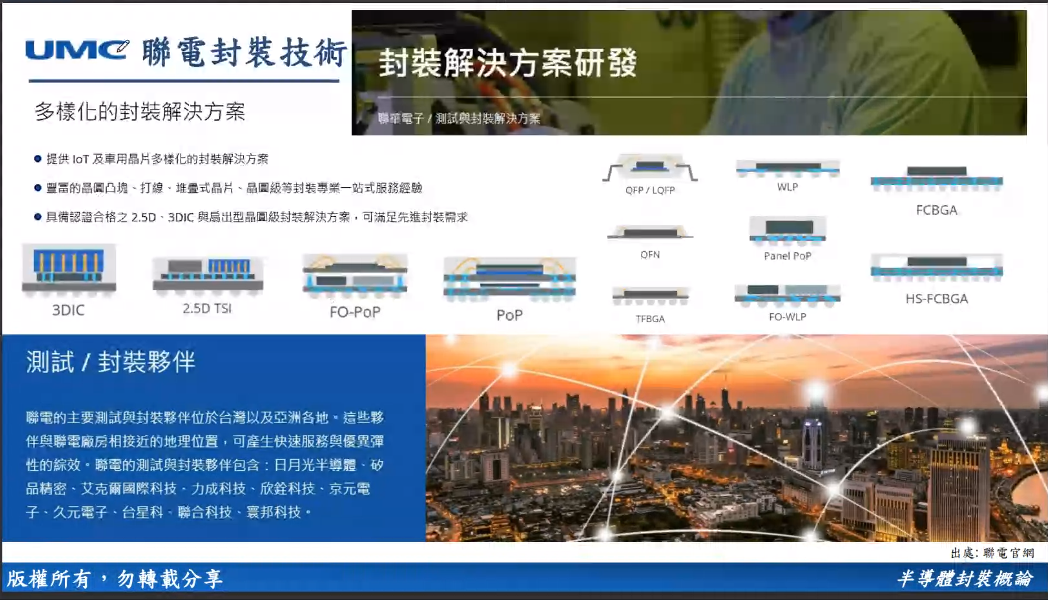 UMC 聯電封裝技術
封裝解決方案研發
聯華電子 / 測試與封裝解決方案
多樣化的封裝解決方案
提供 IoT 及車用晶片多樣化的封裝解決方案
豐富的晶圓凸塊、打線、堆疊式晶片、晶圓級等封裝專業一站式服務經驗
具備認證合格之 2.5D、3DIC 與扇出型晶圓級封裝解決方案，可滿足先進封裝需求
3DIC
2.5D TSI
FO-PoP
PoP
QFP / LQFP
WLP
FCBGA
QFN
Panel PoP
HS-FCBGA
TFBGA
FO-WLP
測試 / 封裝夥伴
聯電的主要測試與封裝夥伴位於台灣以及亞洲各地。這些夥
伴與聯電廠房相接近的地理位置，可產生快速服務與優異彈
性的綜效。聯電的測試與封裝夥伴包含：日月光半導體、矽
品精密、艾克爾國際科技、力成科技、欣銓科技、京元電
子、久元電子、台星科、聯合科技、寰邦科技。
出處: 聯電官網
版權所有，勿轉載分享
半導體封裝概論